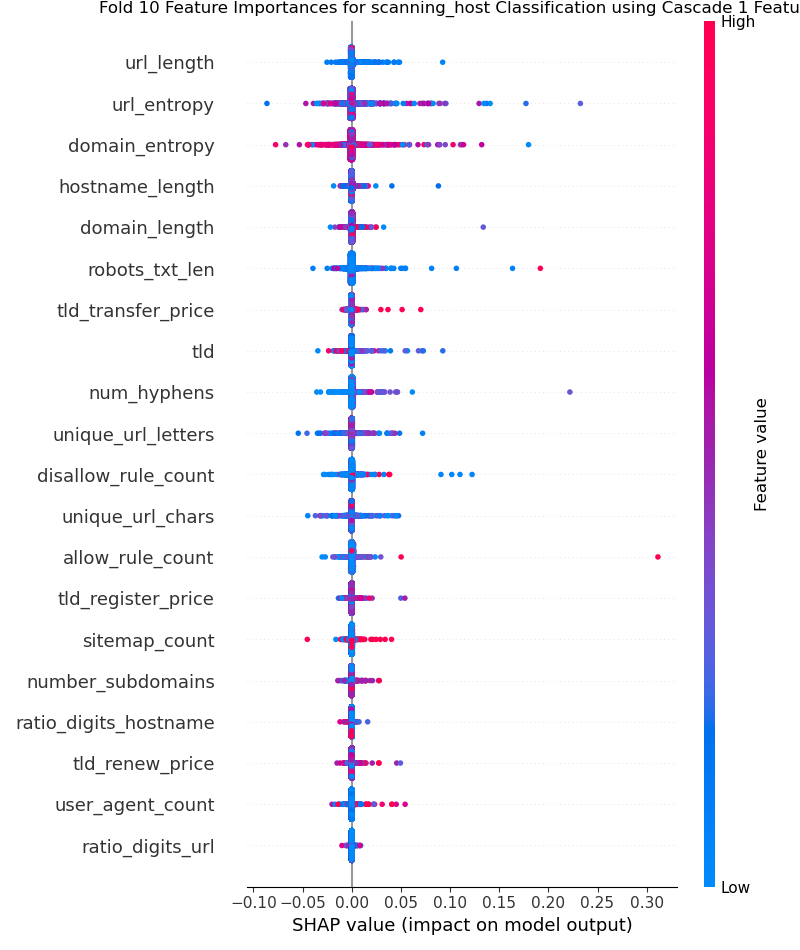 Fold 10 Feature Importances for scanning_host Classification using Cascade 1 Featu
High
url_length
url_entropy
domain_entropy
hostname_length
domain_length
robots_txt_len
tld_transfer_price
tld
num_hyphens
unique_url_letters
disallow_rule_count
unique_url_chars
allow_rule_count
tld_register_price
sitemap_count
number_subdomains
ratio_digits_hostname
tld_renew_price
user_agent_count
ratio_digits_url
Feature value
Low
−0.10 −0.05 0.00 0.05 0.10 0.15 0.20 0.25 0.30
SHAP value (impact on model output)